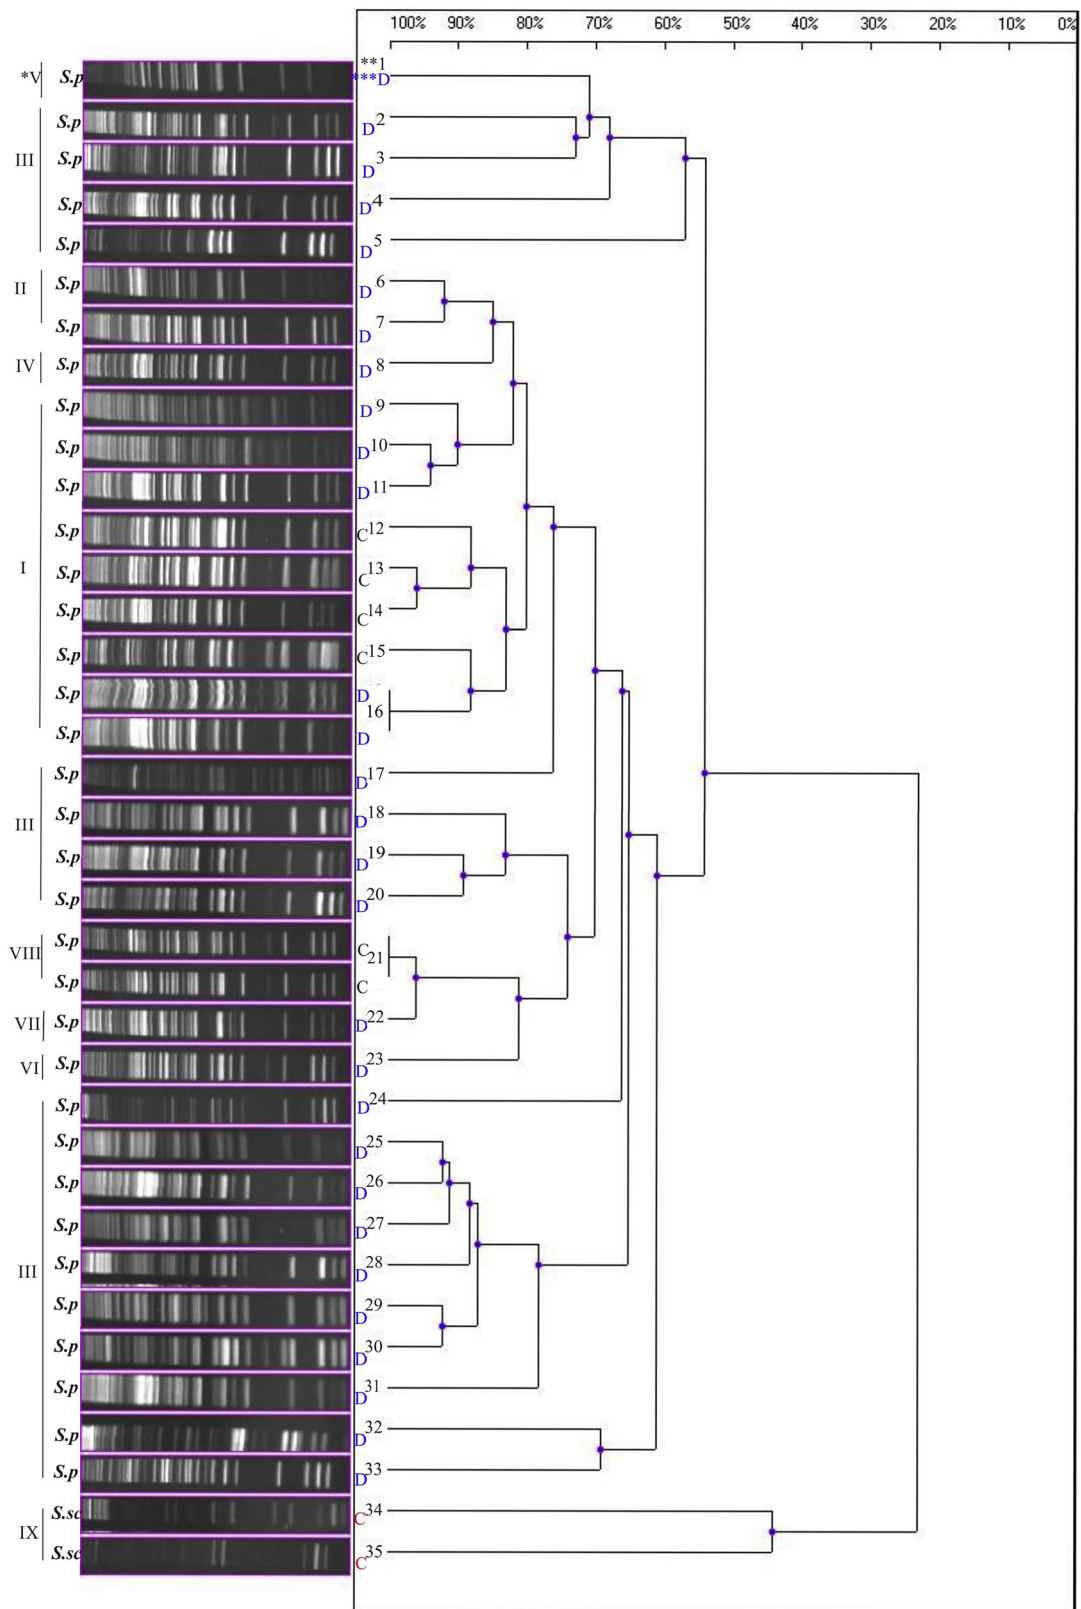 100% 90% 80% 70% 60% 50% 40% 30% 20% 10% 0%
**1
*V S.p ***D
S.p D 2
III S.p D 3
S.p D 4
S.p D 5
S.p D 6
II S.p D 7
IV S.p D 8
S.p D 9
S.p D 10
S.p D 11
S.p C 12
I S.p C 13
S.p C 14
S.p C 15
S.p D
16
S.p D
S.p D 17
S.p D 18
III S.p D 19
S.p D 20
S.p C
VIII 21
S.p C
VII S.p D 22
VI S.p D 23
S.p D 24
S.p D 25
S.p D 26
S.p D 27
III S.p D 28
S.p D 29
S.p D 30
S.p D 31
S.p D 32
S.p D 33
S.sc C 34
IX
S.sc C 35